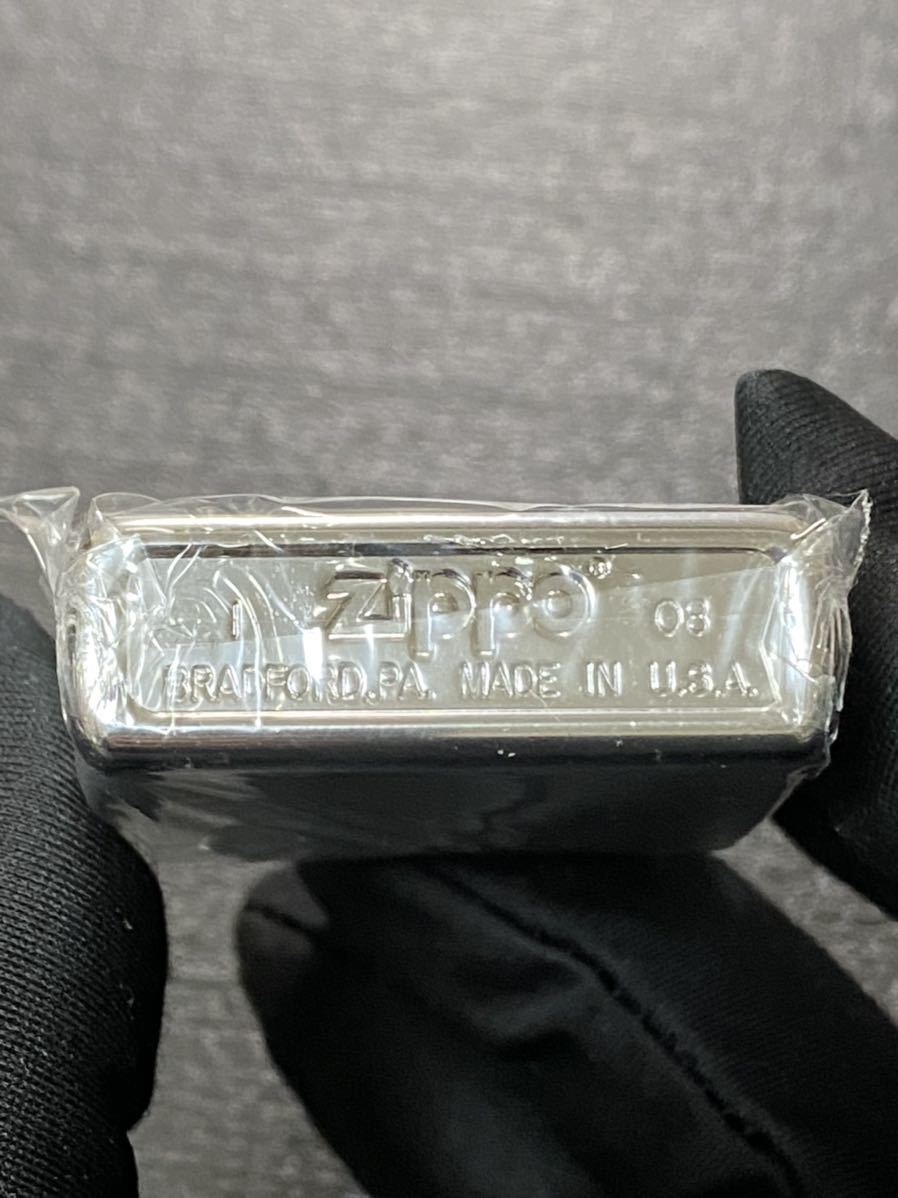 I Zippo® 08
BRADFORD,PA. MADE IN U.S.A.